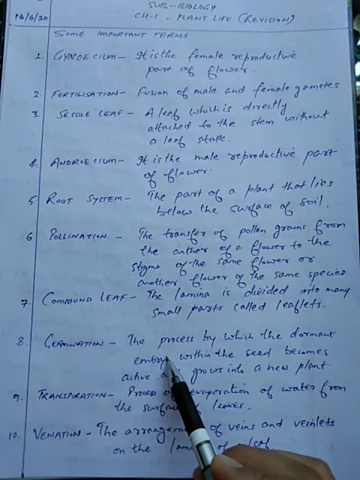 SUB-BIOLOGY
16/6/20 CH-1 - PLANT LIFE (REVISION)
SOME IMPORTANT TERMS
1. GYNOECIUM - It is the female reproductive
part of flower.
2 FERTILISATION - Fusion of male and female gametes
3. SESSILE LEAF - A leaf which is directly
attached to the stem without
a leaf stalk.
4. ANDROECIUM - It is the male reproductive part
of flower.
5 ROOT SYSTEM - The part of a plant that lies
below the surface of soil.
6 POLLINATION - The transfer of pollen grains from
the anther of a flower to the
stigma of the same flower or
another flower of the same species
7. COMPOUND LEAF - The lamina is divided into many
small parts called leaflets.
8 GERMINATION - The process by which the dormant
embryo within the seed becomes
active and grows into a new plant.
9. TRANSPIRATION - Process of evaporation of water from
the surface of leaves.
10. VENATION - The arrangement of veins and veinlets
on the lamina of a leaf